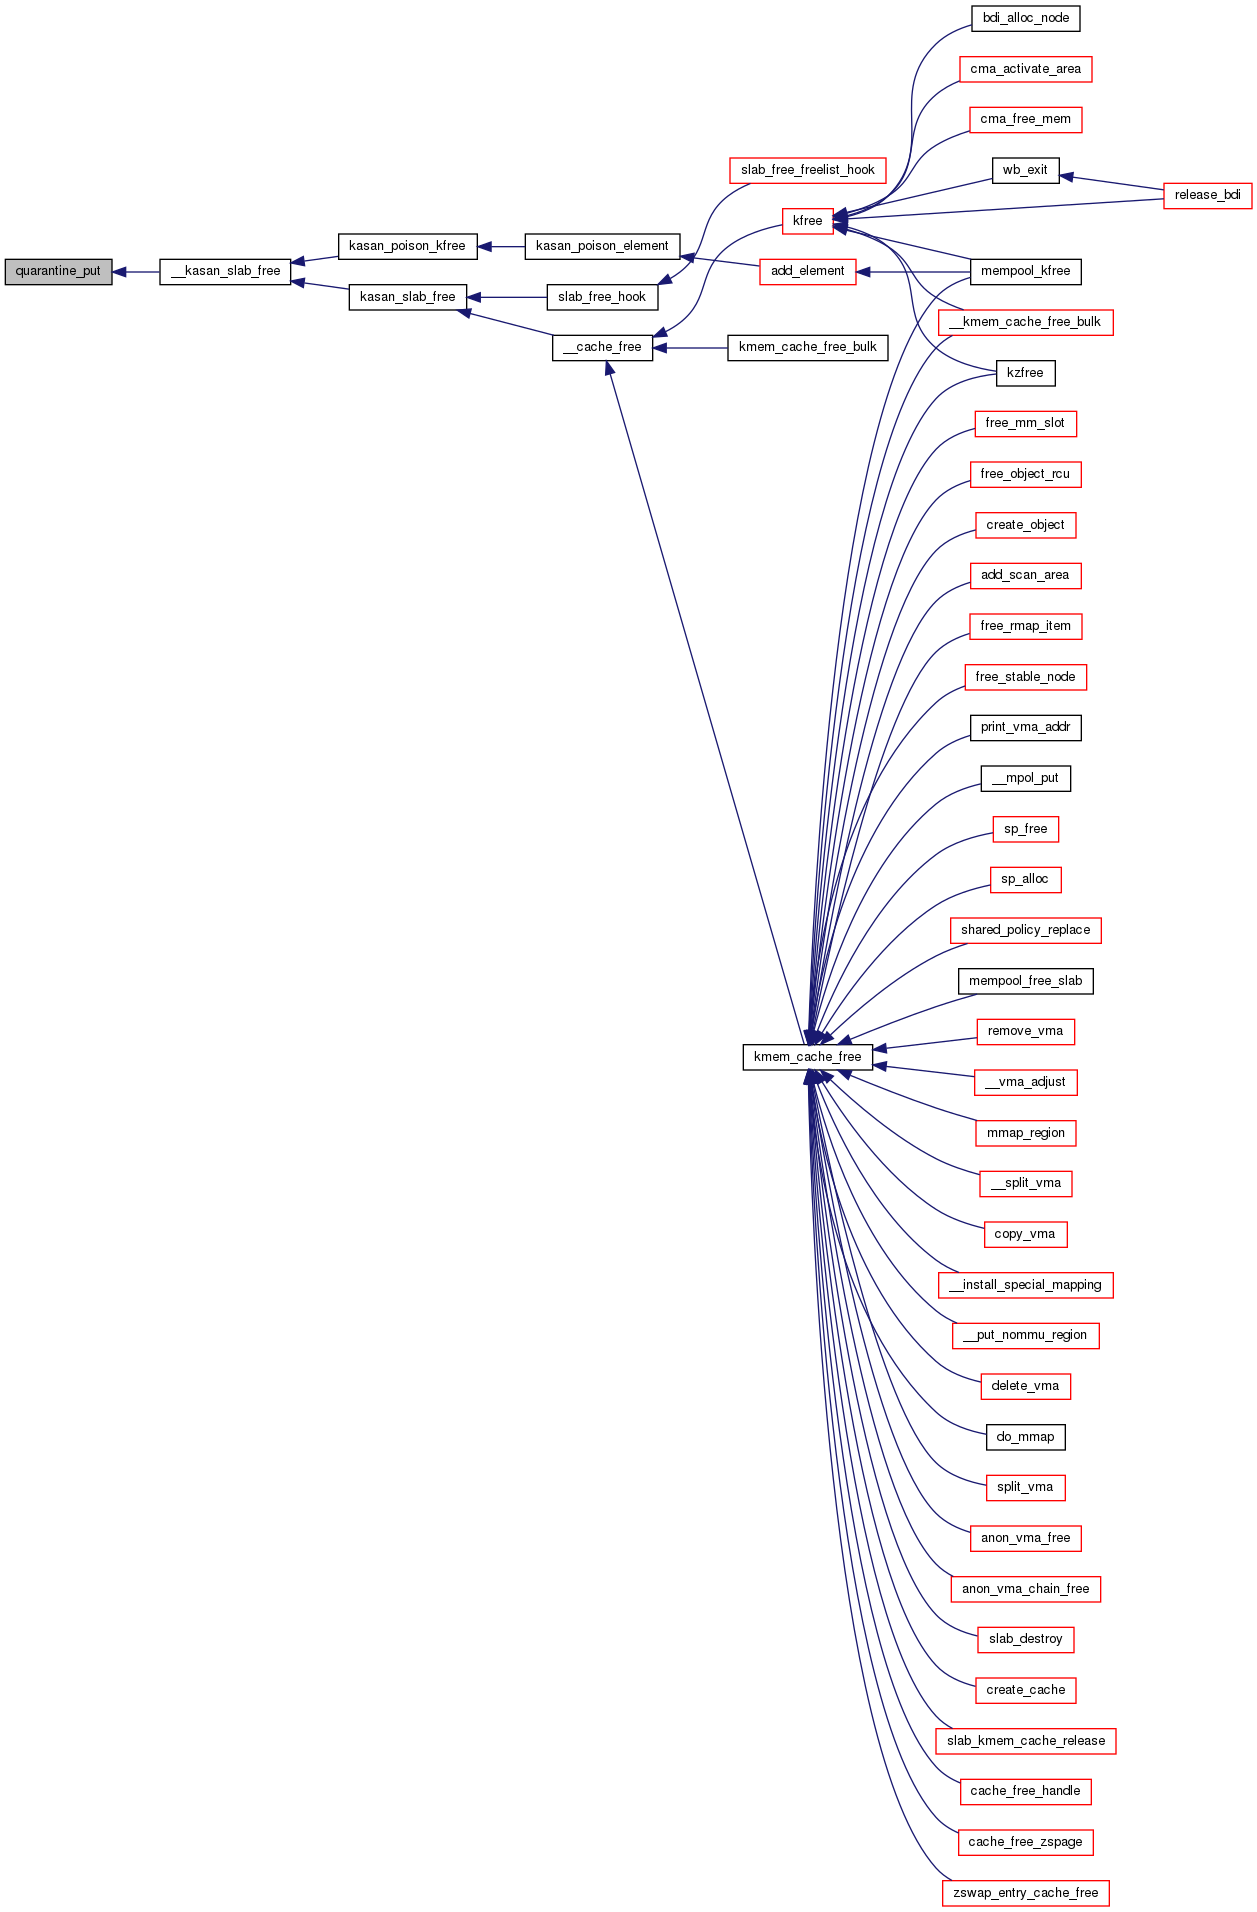 bdi_alloc_node
cma_activate_area
cma_free_mem
slab_free_freelist_hook
wb_exit
release_bdi
kfree
kasan_poison_kfree
kasan_poison_element
quarantine_put
__kasan_slab_free
add_element
mempool_kfree
kasan_slab_free
slab_free_hook
__kmem_cache_free_bulk
__cache_free
kmem_cache_free_bulk
kzfree
free_mm_slot
free_object_rcu
create_object
add_scan_area
free_rmap_item
free_stable_node
print_vma_addr
__mpol_put
sp_free
sp_alloc
shared_policy_replace
mempool_free_slab
remove_vma
kmem_cache_free
__vma_adjust
mmap_region
__split_vma
copy_vma
__install_special_mapping
__put_nommu_region
delete_vma
do_mmap
split_vma
anon_vma_free
anon_vma_chain_free
slab_destroy
create_cache
slab_kmem_cache_release
cache_free_handle
cache_free_zspage
zswap_entry_cache_free